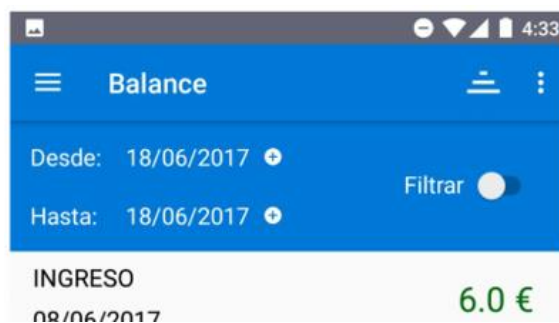 4:33
Balance
Desde: 18/06/2017
Filtrar
Hasta: 18/06/2017
INGRESO
6.0 €
08/06/2017